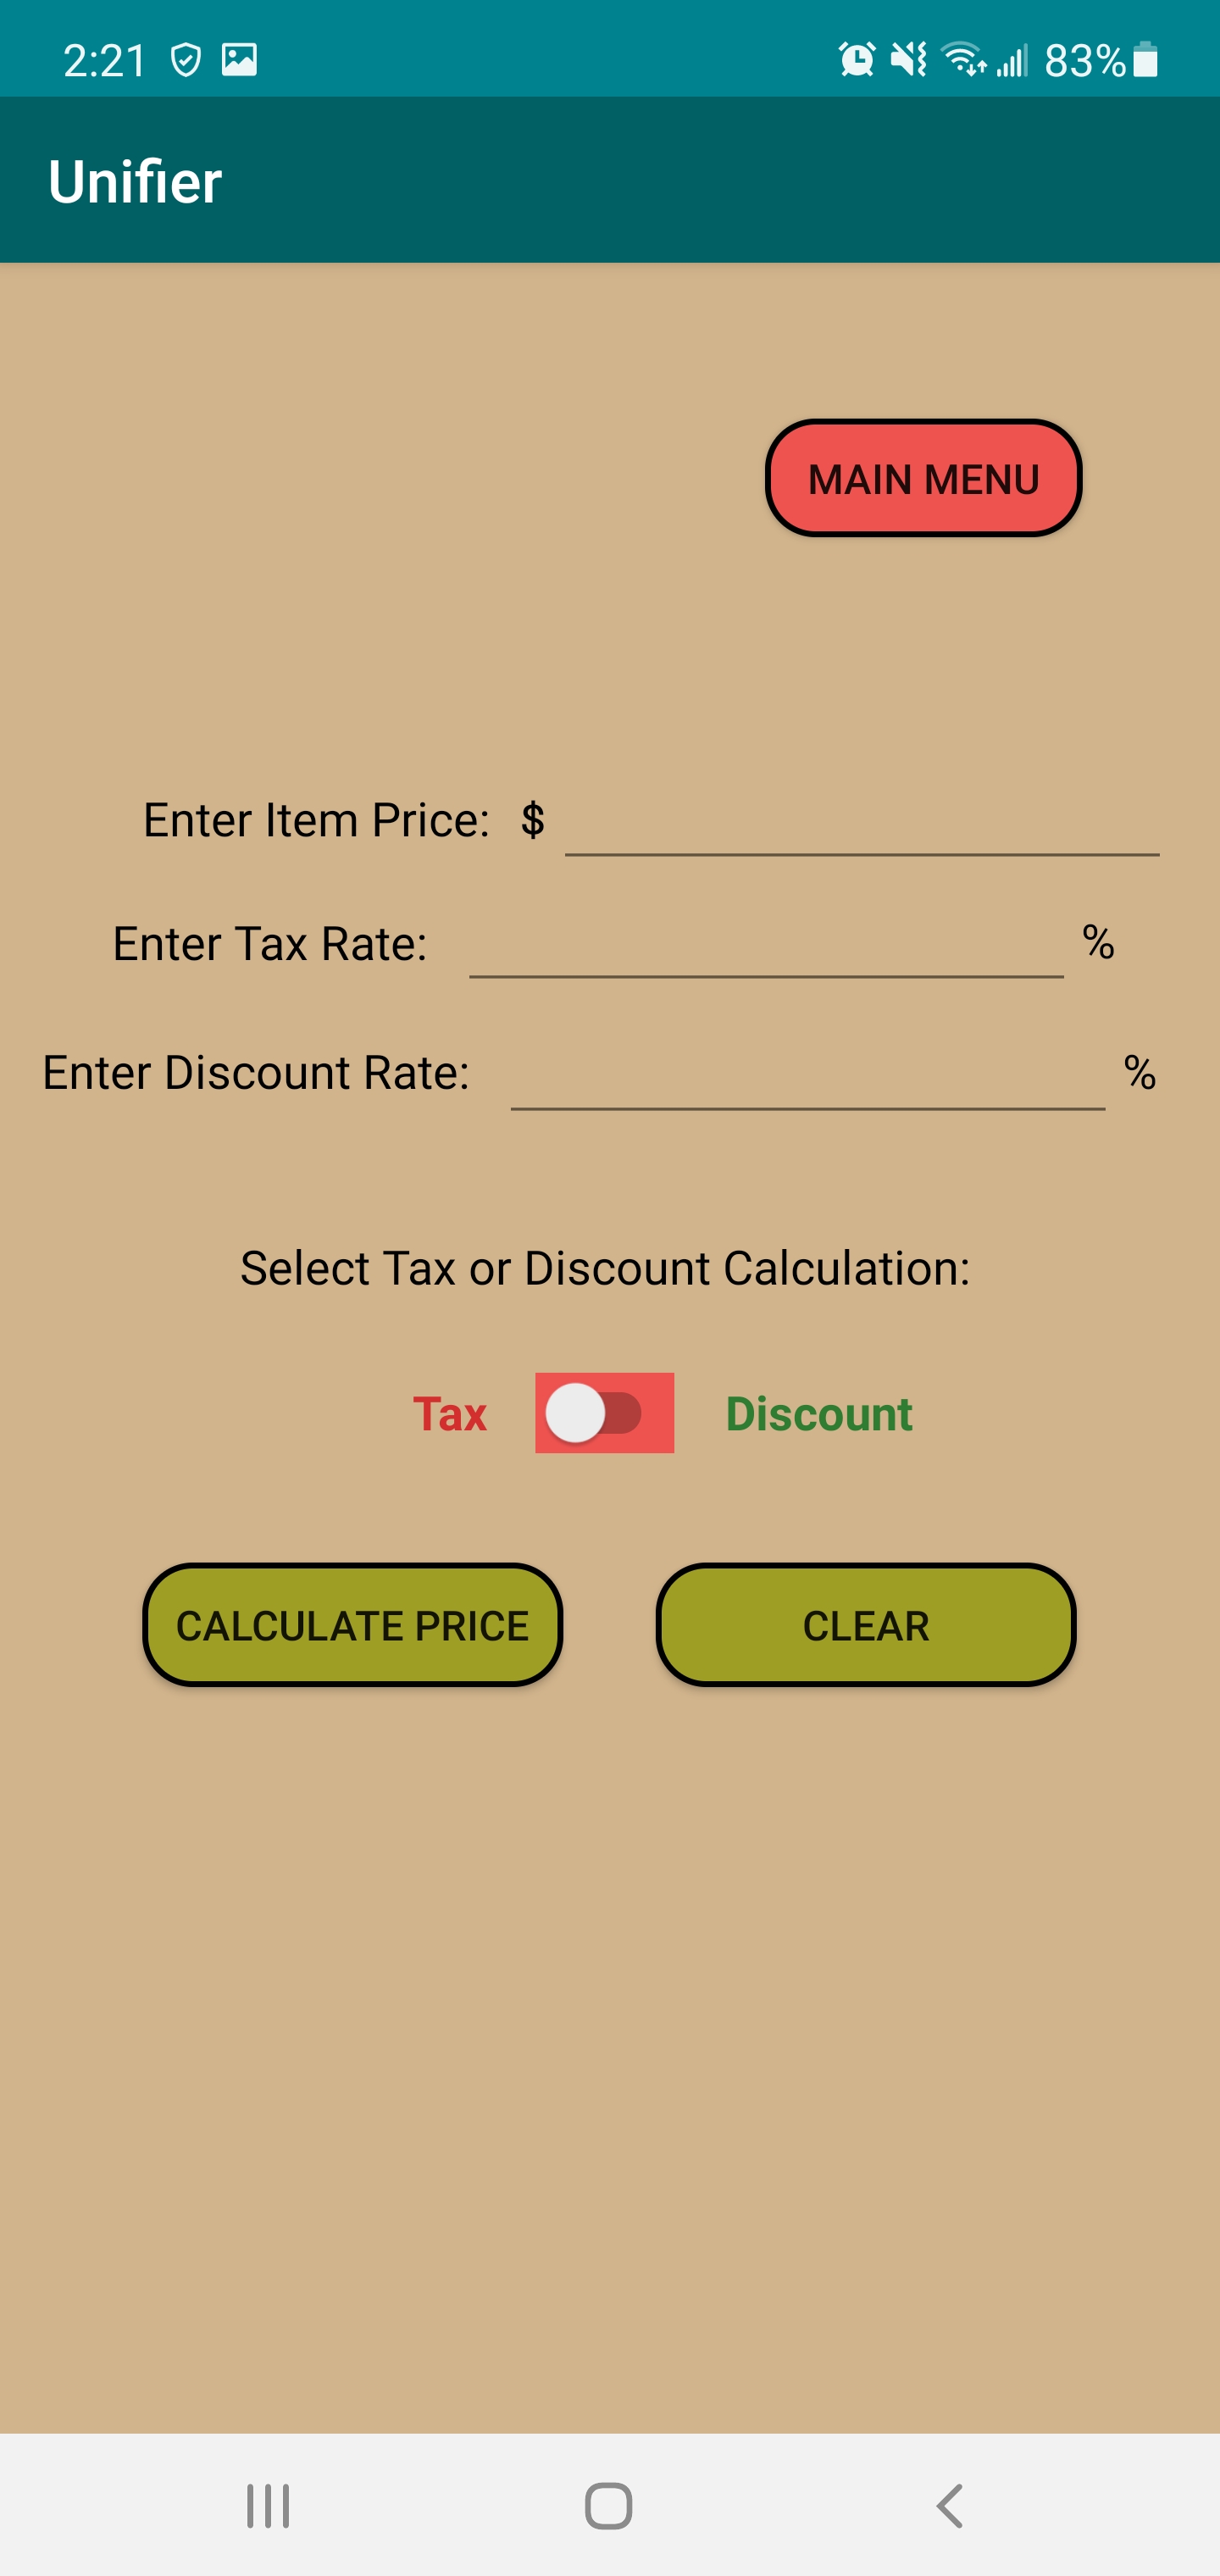 2:21 83%
Unifier
MAIN MENU
Enter Item Price: $
Enter Tax Rate: %
Enter Discount Rate: %
Select Tax or Discount Calculation:
Tax Discount
CALCULATE PRICE CLEAR